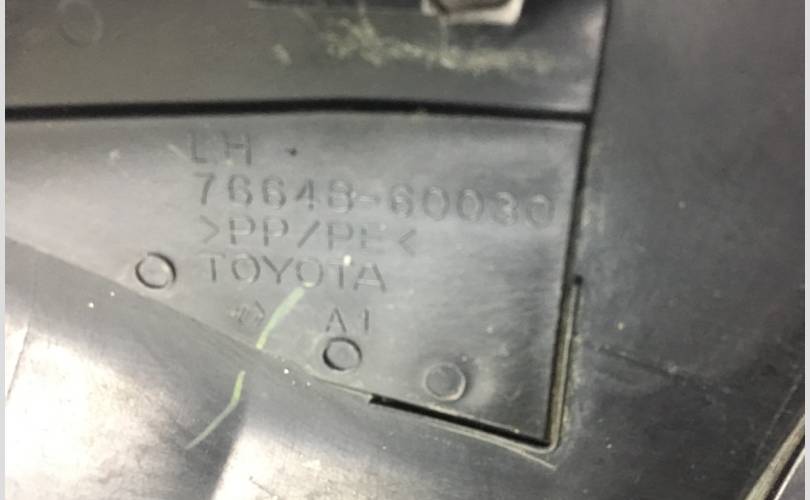 LH
76648-60030
>PP/PE<
TOYOTA
A1